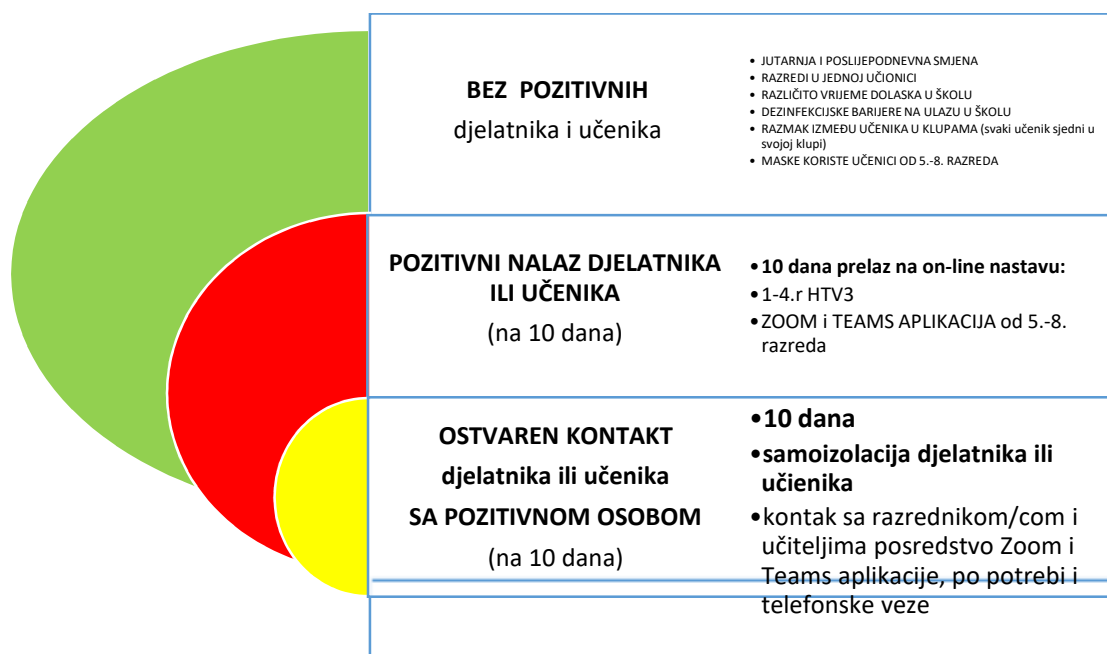 BEZ POZITIVNIH
djelatnika i učenika
• JUTARNJA I POSLIJEPODNEVNA SMJENA
• RAZREDI U JEDNOJ UČIONICI
• RAZLIČITO VRIJEME DOLASKA U ŠKOLU
• DEZINFEKCIJSKE BARIJERE NA ULAZU U ŠKOLU
• RAZMAK IZMEĐU UČENIKA U KLUPAMA (svaki učenik sjedni u
svojoj klupi)
• MASKE KORISTE UČENICI OD 5.-8. RAZREDA
POZITIVNI NALAZ DJELATNIKA
ILI UČENIKA
(na 10 dana)
•10 dana prelaz na on-line nastavu:
•1-4.r HTV3
•ZOOM i TEAMS APLIKACIJA od 5.-8.
razreda
OSTVAREN KONTAKT
djelatnika ili učenika
SA POZITIVNOM OSOBOM
(na 10 dana)
•10 dana
•samoizolacija djelatnika ili
učienika
•kontak sa razrednikom/com i
učiteljima posredstvo Zoom i
Teams aplikacije, po potrebi i
telefonske veze